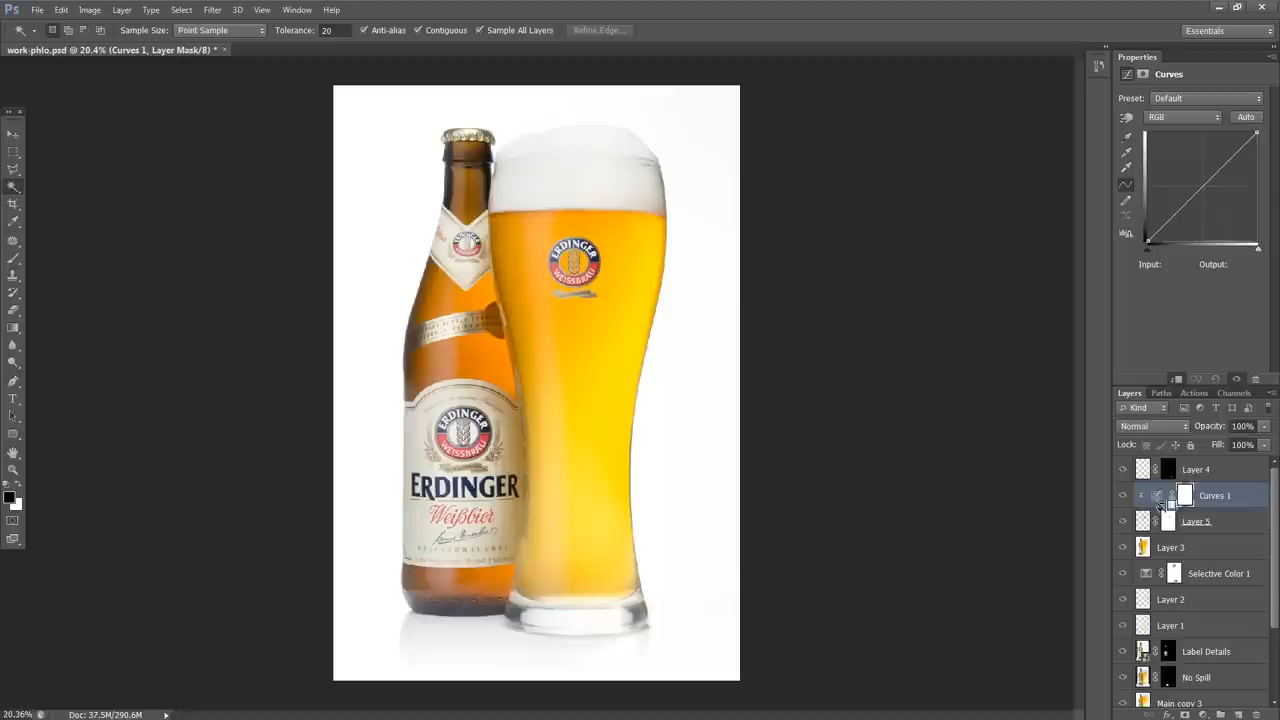 Ps File Edit Image Layer Type Select Filter 3D View Window Help
Sample Size: Point Sample Tolerance: 20 Anti-alias Contiguous Sample All Layers Refine Edge... Essentials
work-phlo.psd @ 20.4% (Curves 1, Layer Mask/8) * ×
Properties
Curves
Preset: Default
RGB Auto
Input: Output:
Layers Paths Actions Channels
Kind
Normal Opacity: 100%
Lock: Fill: 100%
Layer 4
Curves 1
Layer 5
Layer 3
Selective Color 1
Layer 2
Layer 1
Label Details
No Spill
Main copy 3
ERDINGER
WEISSBRÄU
ERDINGER
WEISSBRÄU
ERDINGER
WEISSBRÄU
ERDINGER
Weißbier
20.36% Doc: 37.5M/290.6M